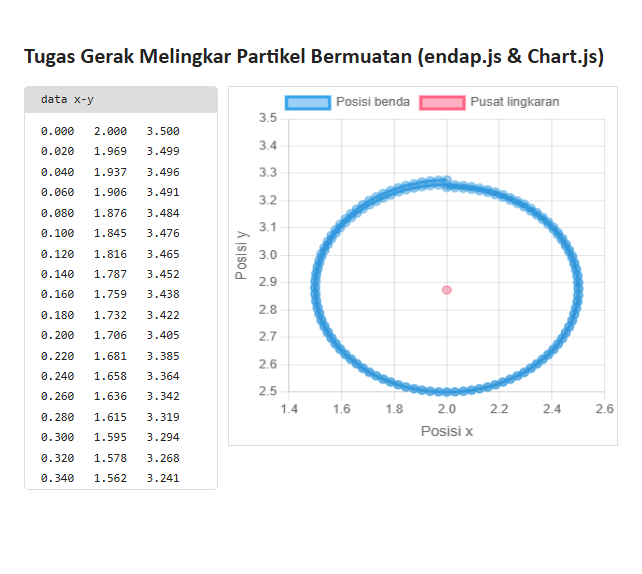 Tugas Gerak Melingkar Partikel Bermuatan (endap.js & Chart.js)
data x-y
0.000 2.000 3.500
0.020 1.969 3.499
0.040 1.937 3.496
0.060 1.906 3.491
0.080 1.876 3.484
0.100 1.845 3.476
0.120 1.816 3.465
0.140 1.787 3.452
0.160 1.759 3.438
0.180 1.732 3.422
0.200 1.706 3.405
0.220 1.681 3.385
0.240 1.658 3.364
0.260 1.636 3.342
0.280 1.615 3.319
0.300 1.595 3.294
0.320 1.578 3.268
0.340 1.562 3.241
Posisi benda Pusat lingkaran
3.5
3.4
3.3
3.2
3.1
3.0
2.9
2.8
2.7
2.6
2.5
Posisi y
1.4 1.6 1.8 2.0 2.2 2.4 2.6
Posisi x